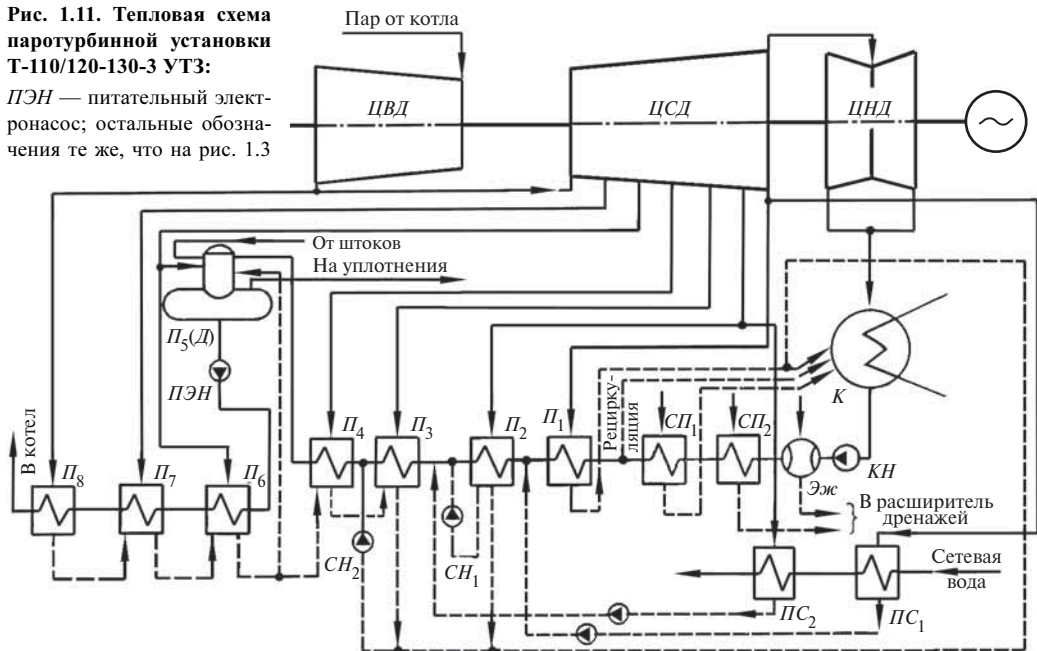 Рис. 1.11. Тепловая схема
паротурбинной установки
Т-110/120-130-3 УТЗ:
ПЭН — питательный элект-
ронасос; остальные обозна-
чения те же, что на рис. 1.3
Пар от котла
ЦВД
ЦСД
ЦНД
От штоков
На уплотнения
П5(Д)
ПЭН
К
В котел
П8
П7
П6
П4
П3
П2
П1
Рецирку-
ляция
СП1
СП2
Эж
КН
В расширитель
дренажей
СН2
СН1
Сетевая
вода
ПС2
ПС1